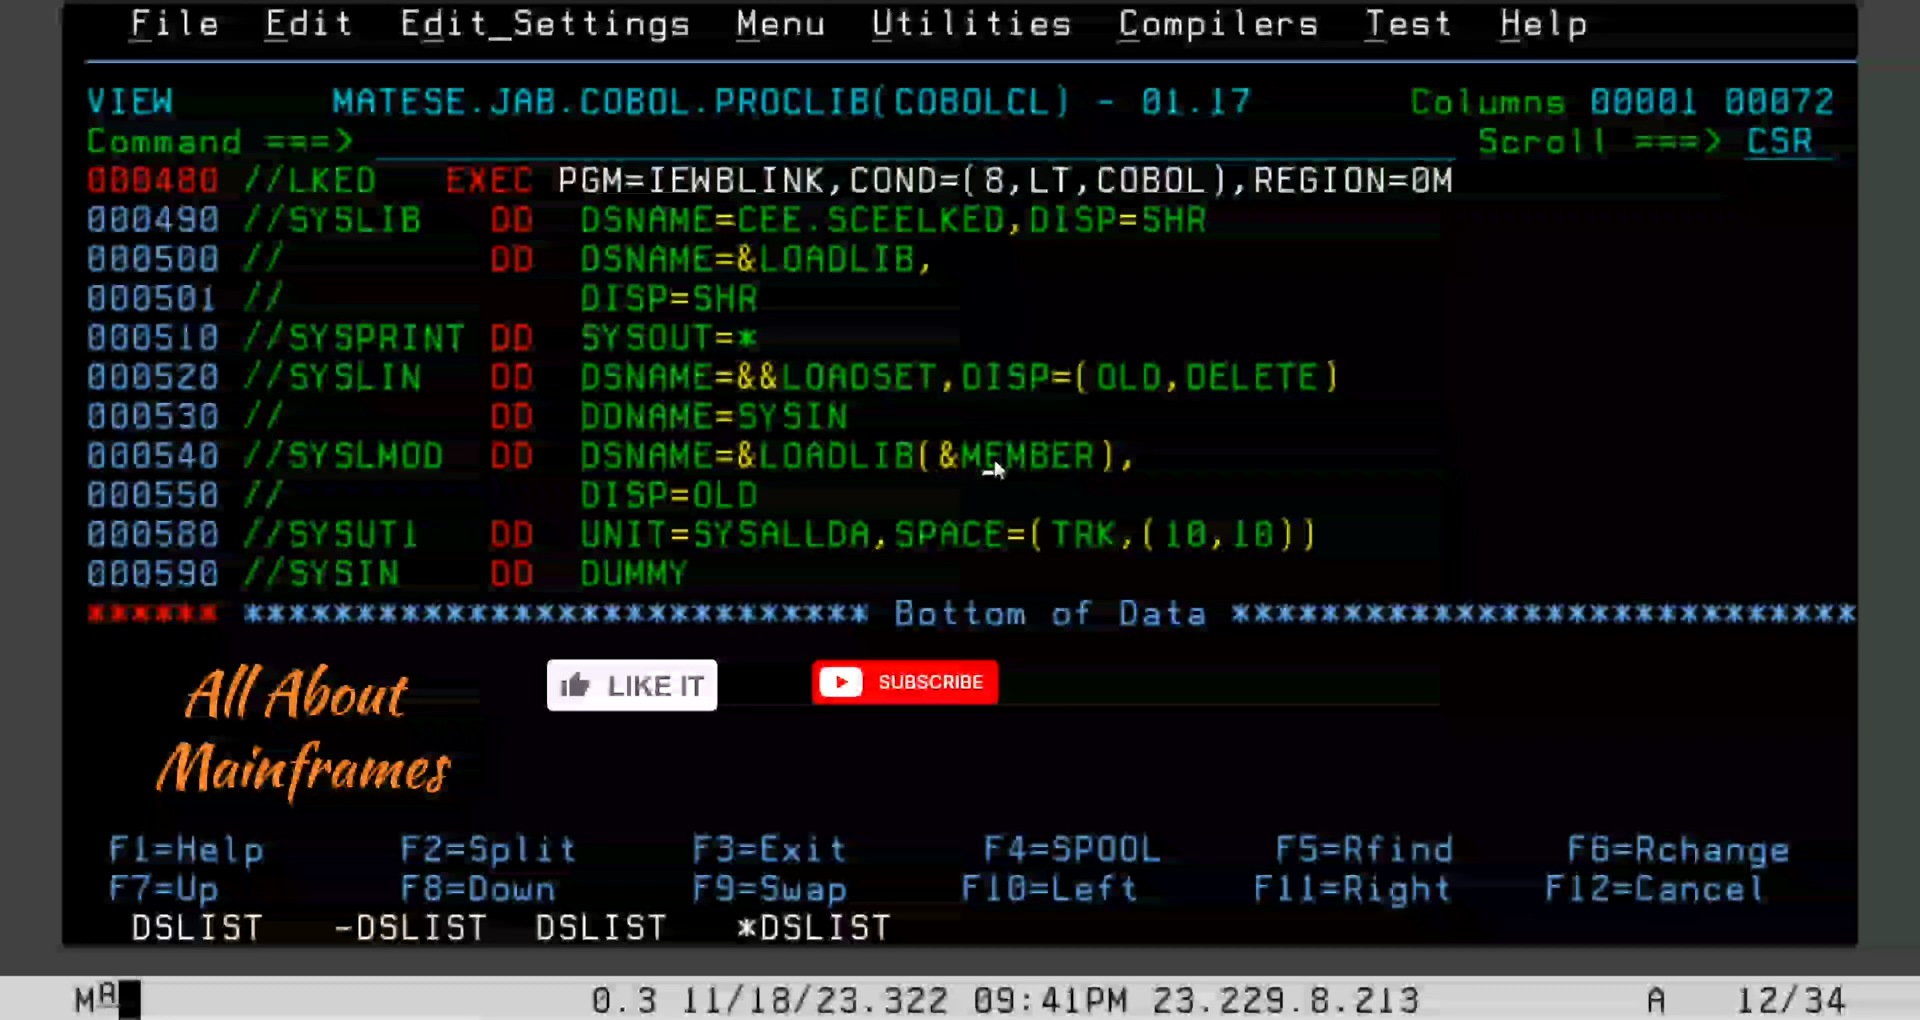 File Edit Edit_Settings Menu Utilities Compilers Test Help
VIEW MATESE.JAB.COBOL.PROCLIB(COBOLCL) - 01.17 Columns 00001 00072
Command ===> Scroll ===> CSR
000480 //LKED EXEC PGM=IEWBLINK,COND=(8,LT,COBOL),REGION=0M
000490 //SYSLIB DD DSNAME=CEE.SCEELKED,DISP=SHR
000500 // DD DSNAME=&LOADLIB,
000501 // DISP=SHR
000510 //SYSPRINT DD SYSOUT=*
000520 //SYSLIN DD DSNAME=&&LOADSET,DISP=(OLD,DELETE)
000530 // DD DDNAME=SYSIN
000540 //SYSLMOD DD DSNAME=&LOADLIB(&MEMBER),
000550 // DISP=OLD
000580 //SYSUT1 DD UNIT=SYSALLDA,SPACE=(TRK,(10,10))
000590 //SYSIN DD DUMMY
****** **************************** Bottom of Data ****************************
All About
Mainframes
LIKE IT
SUBSCRIBE
F1=Help F2=Split F3=Exit F4=SPOOL F5=Rfind F6=Rchange
F7=Up F8=Down F9=Swap F10=Left F11=Right F12=Cancel
DSLIST -DSLIST DSLIST *DSLIST
MA 0.3 11/18/23.322 09:41PM 23.229.8.213 A 12/34